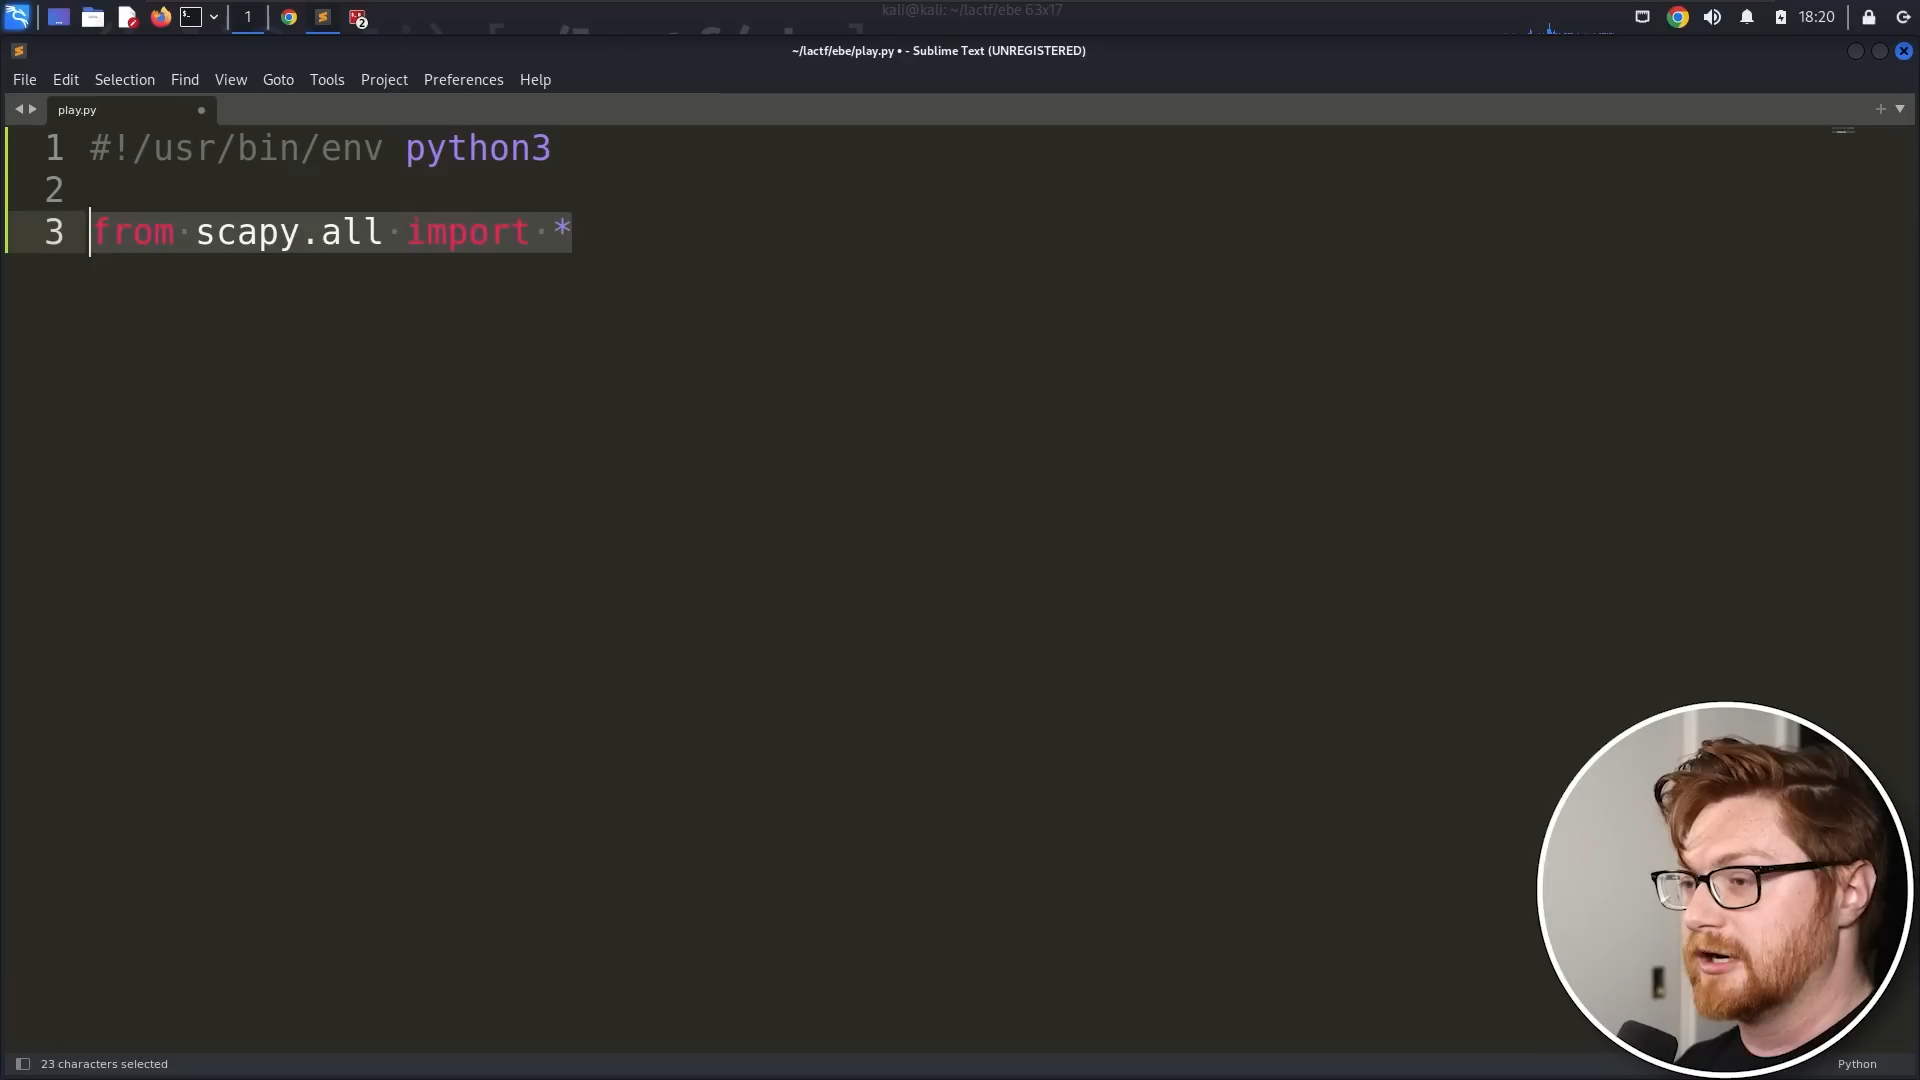 kali@kali: ~/lactf/ebe 63x17
1
2
18:20
~/lactf/ebe/play.py • - Sublime Text (UNREGISTERED)
File Edit Selection Find View Goto Tools Project Preferences Help
play.py
1 #!/usr/bin/env python3
2
3 from scapy.all import *
23 characters selected
Python